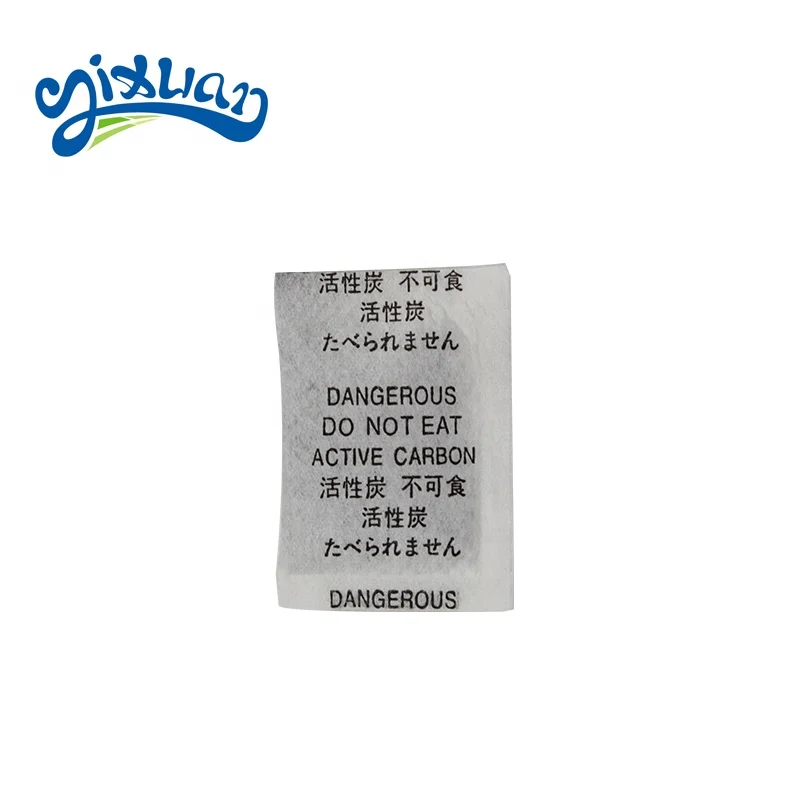 yixuan
活性炭 不可食
活性炭
たべられません
DANGEROUS
DO NOT EAT
ACTIVE CARBON
活性炭 不可食
活性炭
たべられません
DANGEROUS